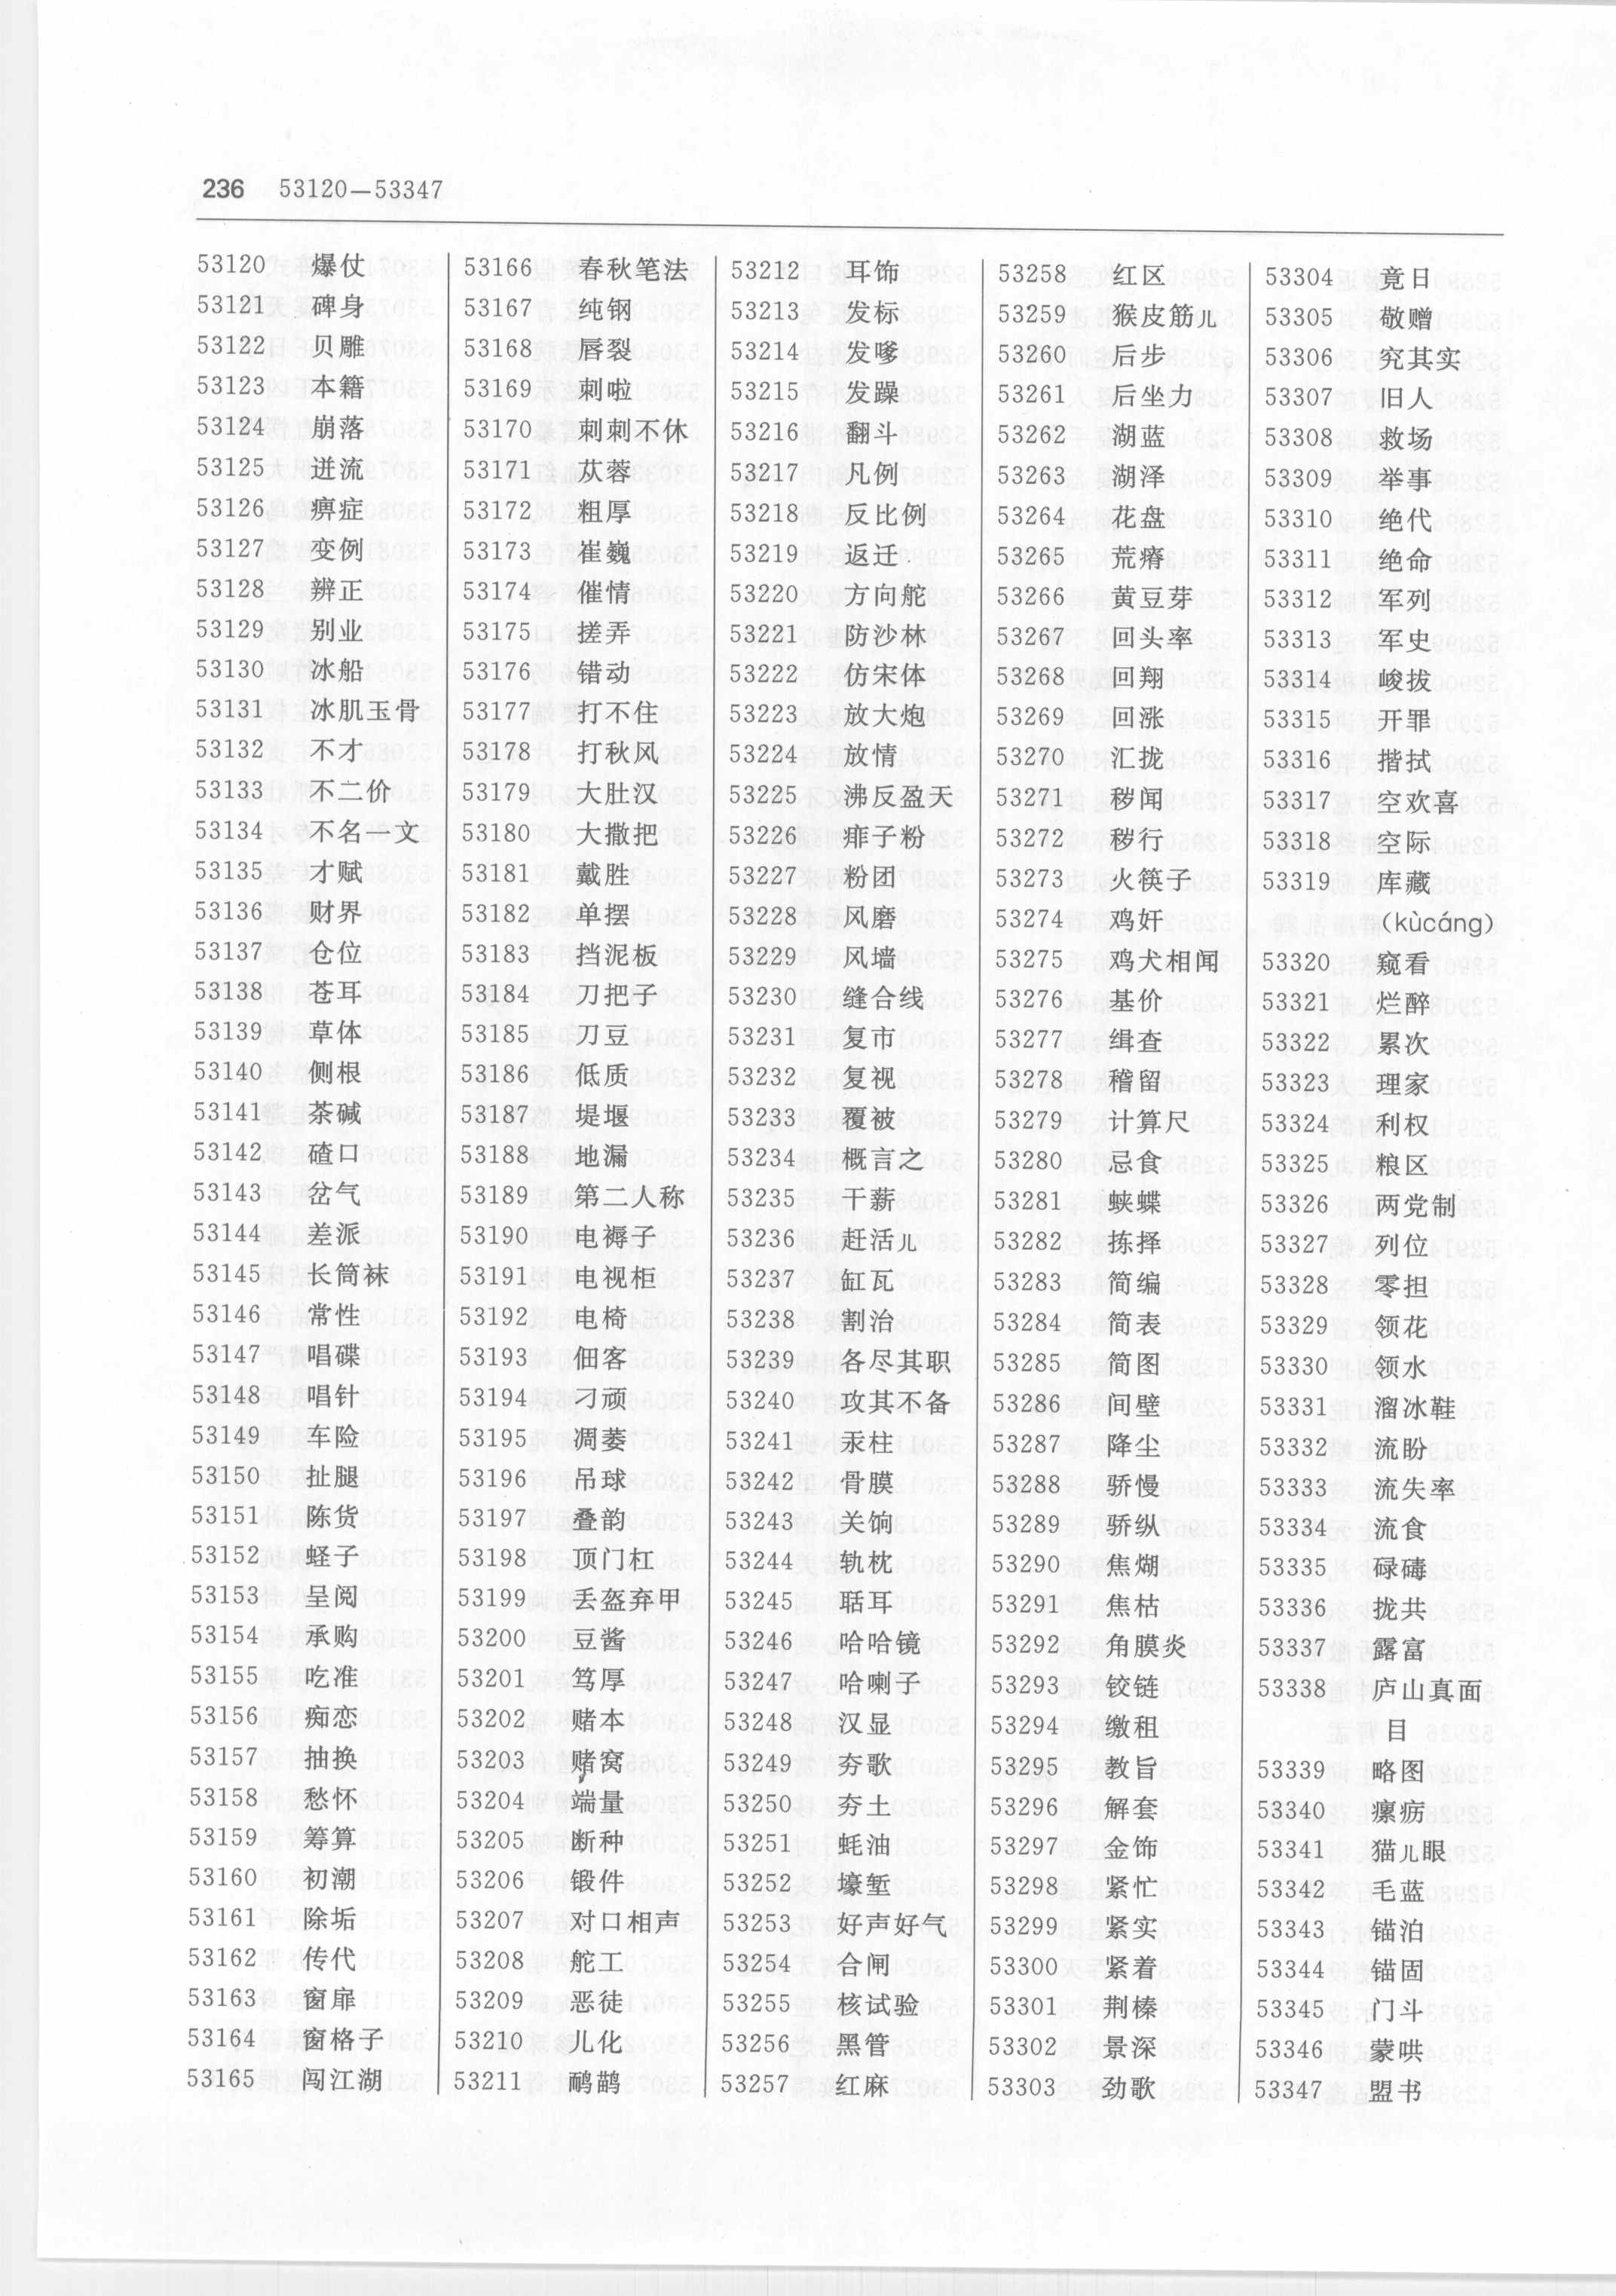 236 53120—53347
53120 爆仗
53121 碑身
53122 贝雕
53123 本籍
53124 崩落
53125 迸流
53126 痹症
53127 变例
53128 辨正
53129 别业
53130 冰船
53131 冰肌玉骨
53132 不才
53133 不二价
53134 不名一文
53135 才赋
53136 财界
53137 仓位
53138 苍耳
53139 草体
53140 侧根
53141 茶碱
53142 碴口
53143 岔气
53144 差派
53145 长筒袜
53146 常性
53147 唱碟
53148 唱针
53149 车险
53150 扯腿
53151 陈货
53152 蛏子
53153 呈阅
53154 承购
53155 吃准
53156 痴恋
53157 抽换
53158 愁怀
53159 筹算
53160 初潮
53161 除垢
53162 传代
53163 窗扉
53164 窗格子
53165 闯江湖
53166 春秋笔法
53167 纯钢
53168 唇裂
53169 刺啦
53170 刺刺不休
53171 苁蓉
53172 粗厚
53173 崔巍
53174 催情
53175 搓弄
53176 错动
53177 打不住
53178 打秋风
53179 大肚汉
53180 大撒把
53181 戴胜
53182 单摆
53183 挡泥板
53184 刀把子
53185 刀豆
53186 低质
53187 堤堰
53188 地漏
53189 第二人称
53190 电褥子
53191 电视柜
53192 电椅
53193 佃客
53194 刁顽
53195 凋萎
53196 吊球
53197 叠韵
53198 顶门杠
53199 丢盔弃甲
53200 豆酱
53201 笃厚
53202 赌本
53203 赌窝
53204 端量
53205 断种
53206 锻件
53207 对口相声
53208 舵工
53209 恶徒
53210 儿化
53211 鸸鹋
53212 耳饰
53213 发标
53214 发嗲
53215 发躁
53216 翻斗
53217 凡例
53218 反比例
53219 返迁
53220 方向舵
53221 防沙林
53222 仿宋体
53223 放大炮
53224 放情
53225 沸反盈天
53226 痱子粉
53227 粉团
53228 风磨
53229 风墙
53230 缝合线
53231 复市
53232 复视
53233 覆被
53234 概言之
53235 干薪
53236 赶活儿
53237 缸瓦
53238 割治
53239 各尽其职
53240 攻其不备
53241 汞柱
53242 骨膜
53243 关饷
53244 轨枕
53245 聒耳
53246 哈哈镜
53247 哈喇子
53248 汉显
53249 夯歌
53250 夯土
53251 蚝油
53252 壕堑
53253 好声好气
53254 合闸
53255 核试验
53256 黑管
53257 红麻
53258 红区
53259 猴皮筋儿
53260 后步
53261 后坐力
53262 湖蓝
53263 湖泽
53264 花盘
53265 荒瘠
53266 黄豆芽
53267 回头率
53268 回翔
53269 回涨
53270 汇拢
53271 秽闻
53272 秽行
53273 火筷子
53274 鸡奸
53275 鸡犬相闻
53276 基价
53277 缉查
53278 稽留
53279 计算尺
53280 忌食
53281 蛱蝶
53282 拣择
53283 简编
53284 简表
53285 简图
53286 间壁
53287 降尘
53288 骄慢
53289 骄纵
53290 焦煳
53291 焦枯
53292 角膜炎
53293 铰链
53294 缴租
53295 教旨
53296 解套
53297 金饰
53298 紧忙
53299 紧实
53300 紧着
53301 荆榛
53302 景深
53303 劲歌
53304 竟日
53305 敬赠
53306 究其实
53307 旧人
53308 救场
53309 举事
53310 绝代
53311 绝命
53312 军列
53313 军史
53314 峻拔
53315 开罪
53316 揩拭
53317 空欢喜
53318 空际
53319 库藏
(kùcáng)
53320 窥看
53321 烂醉
53322 累次
53323 理家
53324 利权
53325 粮区
53326 两党制
53327 列位
53328 零担
53329 领花
53330 领水
53331 溜冰鞋
53332 流盼
53333 流失率
53334 流食
53335 碌碡
53336 拢共
53337 露富
53338 庐山真面
目
53339 略图
53340 瘰疬
53341 猫儿眼
53342 毛蓝
53343 锚泊
53344 锚固
53345 门斗
53346 蒙哄
53347 盟书